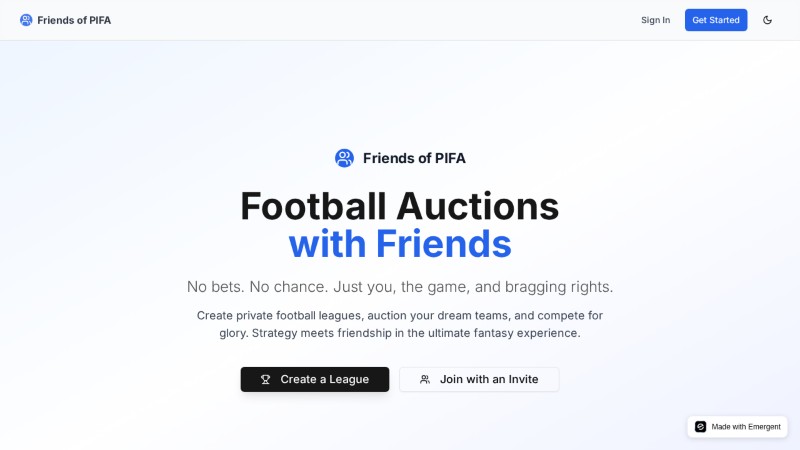 Friends of PIFA
Sign In
Get Started
Friends of PIFA
Football Auctions
with Friends
No bets. No chance. Just you, the game, and bragging rights.
Create private football leagues, auction your dream teams, and compete for
glory. Strategy meets friendship in the ultimate fantasy experience.
Create a League
Join with an Invite
Made with Emergent